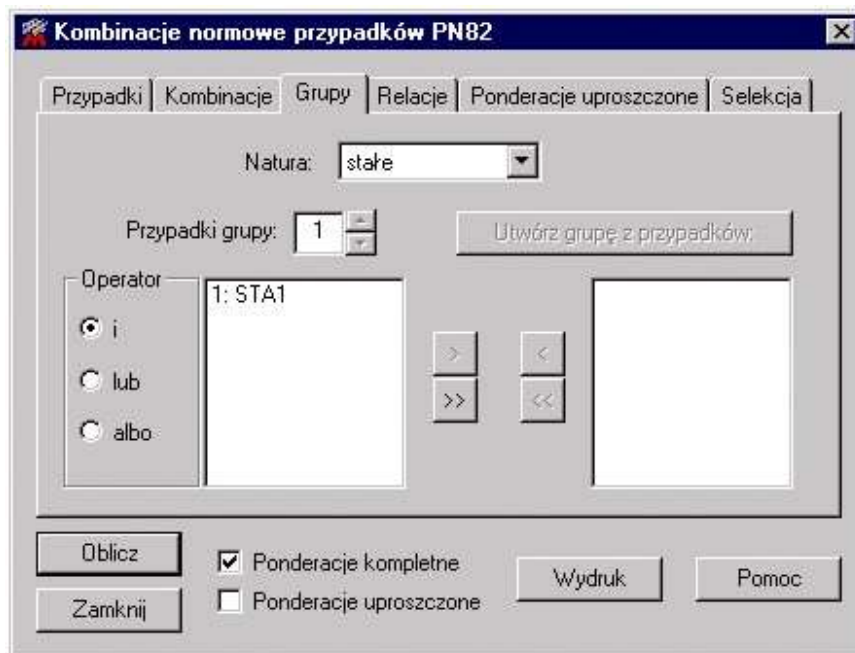 Kombinacje normowe przypadków PN82
Przypadki Kombinacje Grupy Relacje Ponderacje uproszczone Selekcja
Natura: stałe
Przypadki grupy: 1 Utwórz grupę z przypadków:
Operator
i
lub
albo
1: STA1
> <
>> <<
Oblicz
Zamknij
Ponderacje kompletne
Ponderacje uproszczone
Wydruk Pomoc